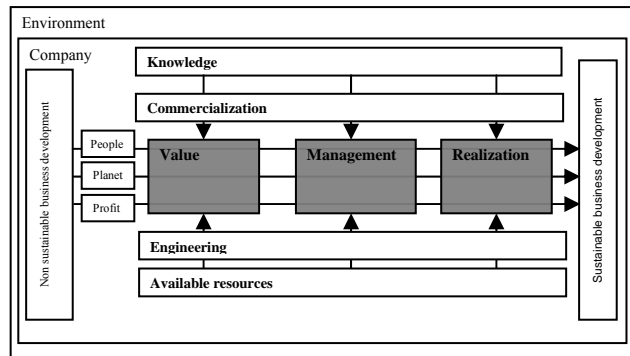 Environment
Company
Non sustainable business development
Knowledge
Commercialization
People
Planet
Profit
Value
Management
Realization
Engineering
Available resources
Sustainable business development